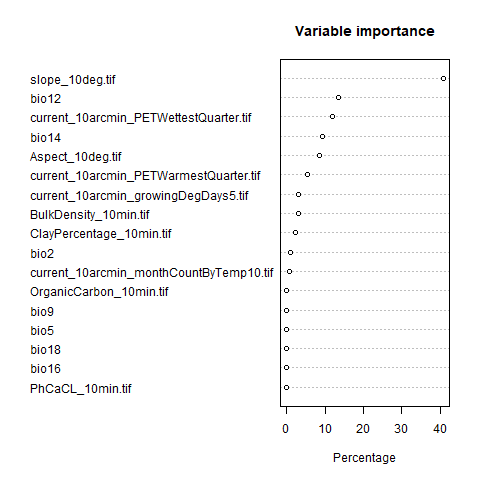 Variable importance
slope_10deg.tif
bio12
current_10arcmin_PETWettestQuarter.tif
bio14
Aspect_10deg.tif
current_10arcmin_PETWarmestQuarter.tif
current_10arcmin_growingDegDays5.tif
BulkDensity_10min.tif
ClayPercentage_10min.tif
bio2
current_10arcmin_monthCountByTemp10.tif
OrganicCarbon_10min.tif
bio9
bio5
bio18
bio16
PhCaCL_10min.tif
0 10 20 30 40
Percentage